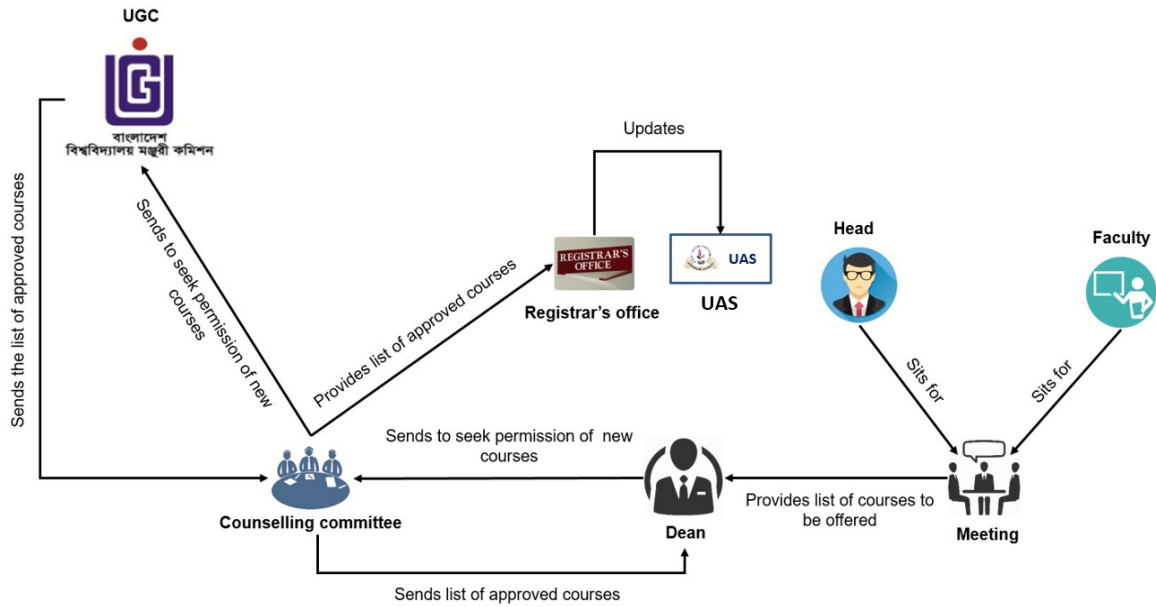 UGC
UGC
বাংলাদেশ
বিশ্ববিদ্যালয় মঞ্জুরী কমিশন
Updates
Head
Faculty
REGISTRAR'S
OFFICE
UAS
Registrar's office
UAS
Sends the list of approved courses
Sends to seek permission of new
courses
Provides list of approved courses
Sits for
Sits for
Sends to seek permission of new
courses
Provides list of courses to
be offered
Counselling committee
Dean
Meeting
Sends list of approved courses